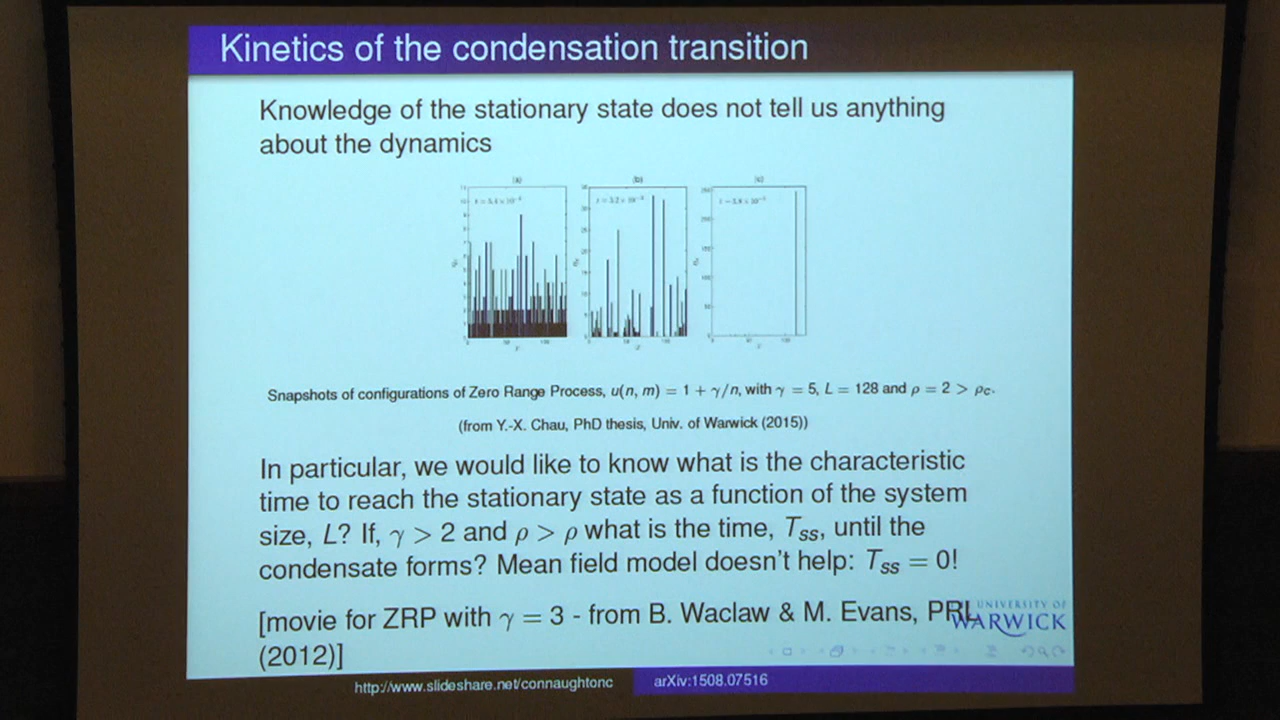 Kinetics of the condensation transition
Knowledge of the stationary state does not tell us anything
about the dynamics
(a)
(b)
(c)
Snapshots of configurations of Zero Range Process, u(n, m) = 1 + γ/n, with γ = 5, L = 128 and ρ = 2 > ρc.
(from Y.-X. Chau, PhD thesis, Univ. of Warwick (2015))
In particular, we would like to know what is the characteristic
time to reach the stationary state as a function of the system
size, L? If, γ > 2 and ρ > ρ what is the time, Tss, until the
condensate forms? Mean field model doesn't help: Tss = 0!
[movie for ZRP with γ = 3 - from B. Waclaw & M. Evans, PRL
(2012)]
UNIVERSITY OF
WARWICK
http://www.slideshare.net/connaughtonc
arXiv:1508.07516